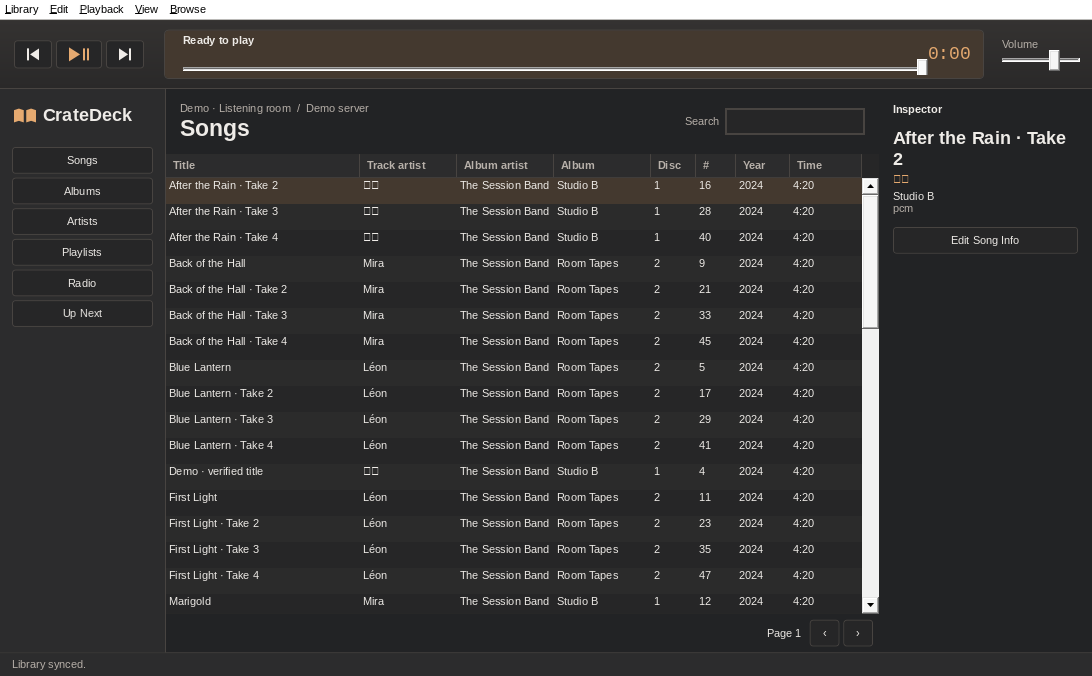 Library Edit Playback View Browse
Ready to play
0:00
Volume
CrateDeck
Songs
Albums
Artists
Playlists
Radio
Up Next
Demo · Listening room / Demo server
Songs
Search
Title Track artist Album artist Album Disc # Year Time
After the Rain · Take 2 The Session Band Studio B 1 16 2024 4:20
After the Rain · Take 3 The Session Band Studio B 1 28 2024 4:20
After the Rain · Take 4 The Session Band Studio B 1 40 2024 4:20
Back of the Hall Mira The Session Band Room Tapes 2 9 2024 4:20
Back of the Hall · Take 2 Mira The Session Band Room Tapes 2 21 2024 4:20
Back of the Hall · Take 3 Mira The Session Band Room Tapes 2 33 2024 4:20
Back of the Hall · Take 4 Mira The Session Band Room Tapes 2 45 2024 4:20
Blue Lantern Léon The Session Band Room Tapes 2 5 2024 4:20
Blue Lantern · Take 2 Léon The Session Band Room Tapes 2 17 2024 4:20
Blue Lantern · Take 3 Léon The Session Band Room Tapes 2 29 2024 4:20
Blue Lantern · Take 4 Léon The Session Band Room Tapes 2 41 2024 4:20
Demo · verified title The Session Band Studio B 1 4 2024 4:20
First Light Léon The Session Band Room Tapes 2 11 2024 4:20
First Light · Take 2 Léon The Session Band Room Tapes 2 23 2024 4:20
First Light · Take 3 Léon The Session Band Room Tapes 2 35 2024 4:20
First Light · Take 4 Léon The Session Band Room Tapes 2 47 2024 4:20
Marigold Mira The Session Band Studio B 1 12 2024 4:20
Page 1 ‹ ›
Inspector
After the Rain · Take
2
Studio B
pcm
Edit Song Info
Library synced.